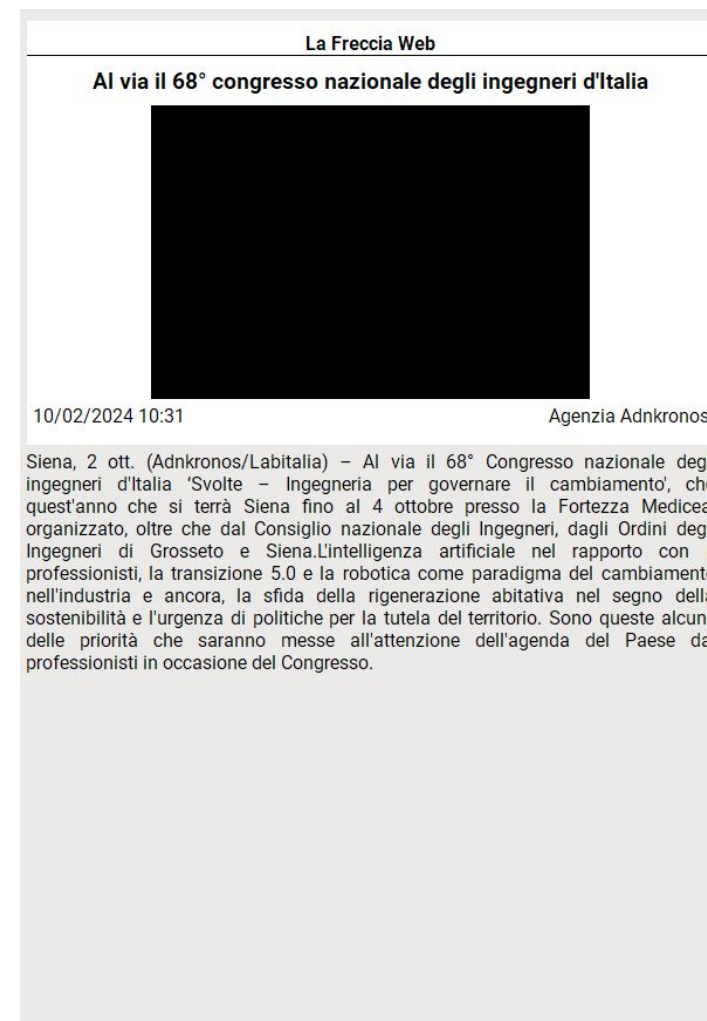 La Freccia Web
Al via il 68° congresso nazionale degli ingegneri d'Italia
10/02/2024 10:31 Agenzia Adnkronos
Siena, 2 ott. (Adnkronos/Labitalia) – Al via il 68° Congresso nazionale deg
ingegneri d'Italia ‘Svolte – Ingegneria per governare il cambiamento', che
quest'anno che si terrà Siena fino al 4 ottobre presso la Fortezza Medicea
organizzato, oltre che dal Consiglio nazionale degli Ingegneri, dagli Ordini deg
Ingegneri di Grosseto e Siena.L'intelligenza artificiale nel rapporto con
professionisti, la transizione 5.0 e la robotica come paradigma del cambiamento
nell'industria e ancora, la sfida della rigenerazione abitativa nel segno della
sostenibilità e l'urgenza di politiche per la tutela del territorio. Sono queste alcun
delle priorità che saranno messe all'attenzione dell'agenda del Paese da
professionisti in occasione del Congresso.